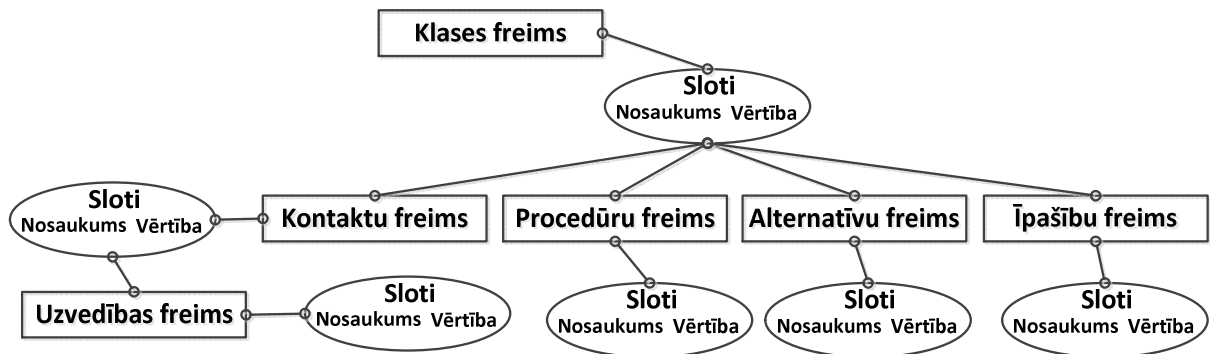 Klases freims
Sloti
Nosaukums Vērtība
Sloti
Nosaukums Vērtība
Kontaktu freims
Procedūru freims
Alternatīvu freims
Īpašību freims
Uzvedības freims
Sloti
Nosaukums Vērtība
Sloti
Nosaukums Vērtība
Sloti
Nosaukums Vērtība
Sloti
Nosaukums Vērtība